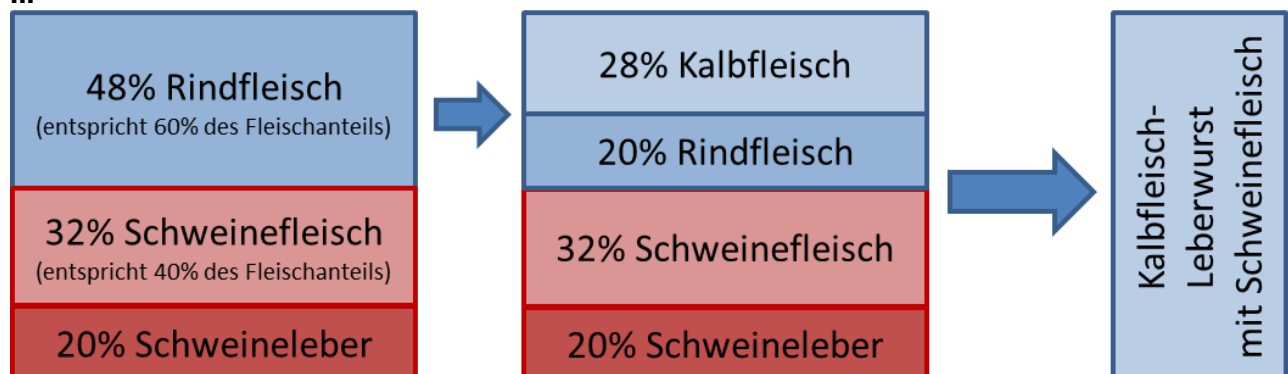 48% Rindfleisch
(entspricht 60% des Fleischanteils)
32% Schweinefleisch
(entspricht 40% des Fleischanteils)
20% Schweineleber
28% Kalbfleisch
20% Rindfleisch
32% Schweinefleisch
20% Schweineleber
Kalbfleisch-
Leberwurst
mit Schweinefleisch